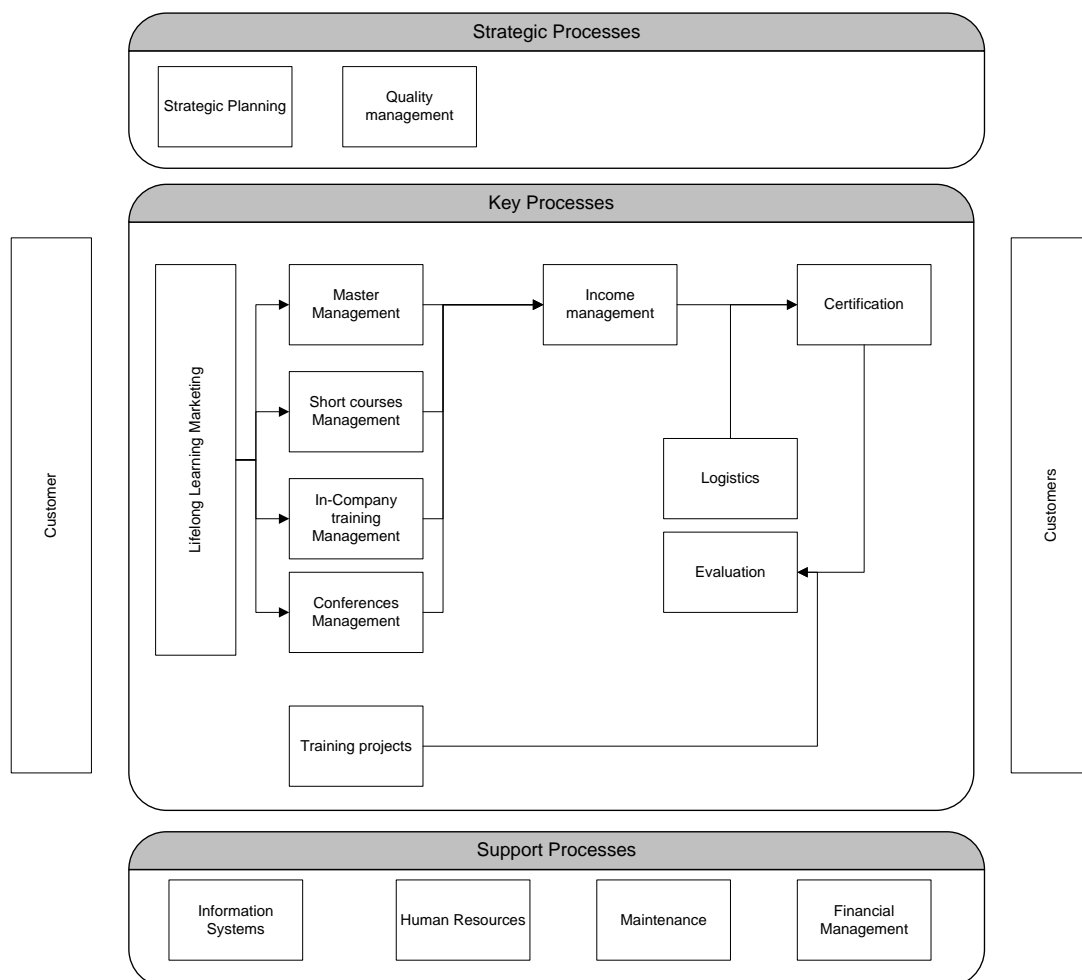 Strategic Processes
Strategic Planning
Quality
management
Key Processes
Customer
Lifelong Learning Marketing
Master
Management
Short courses
Management
In-Company
training
Management
Conferences
Management
Training projects
Income
management
Certification
Logistics
Evaluation
Customers
Support Processes
Information
Systems
Human Resources
Maintenance
Financial
Management